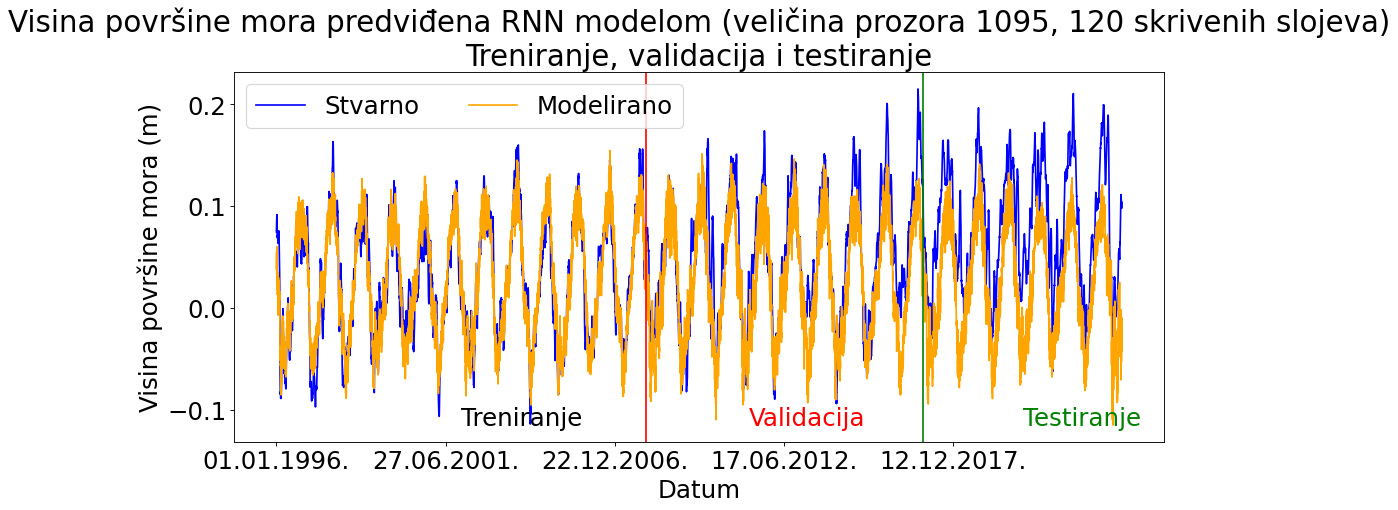 Visina površine mora predviđena RNN modelom (veličina prozora 1095, 120 skrivenih slojeva)
Treniranje, validacija i testiranje
Stvarno
Modelirano
Visina površine mora (m)
0.2
0.1
0.0
−0.1
Treniranje
Validacija
Testiranje
01.01.1996.
27.06.2001.
22.12.2006.
17.06.2012.
12.12.2017.
Datum